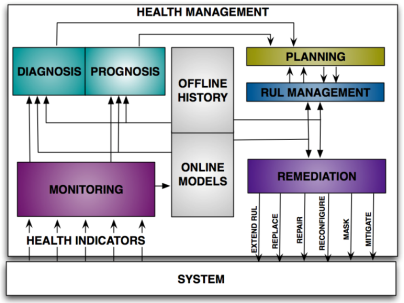 HEALTH MANAGEMENT
DIAGNOSIS
PROGNOSIS
OFFLINE
HISTORY
PLANNING
RUL MANAGEMENT
MONITORING
ONLINE
MODELS
REMEDIATION
EXTEND RUL
REPLACE
REPAIR
RECONFIGURE
MASK
MITIGATE
HEALTH INDICATORS
SYSTEM